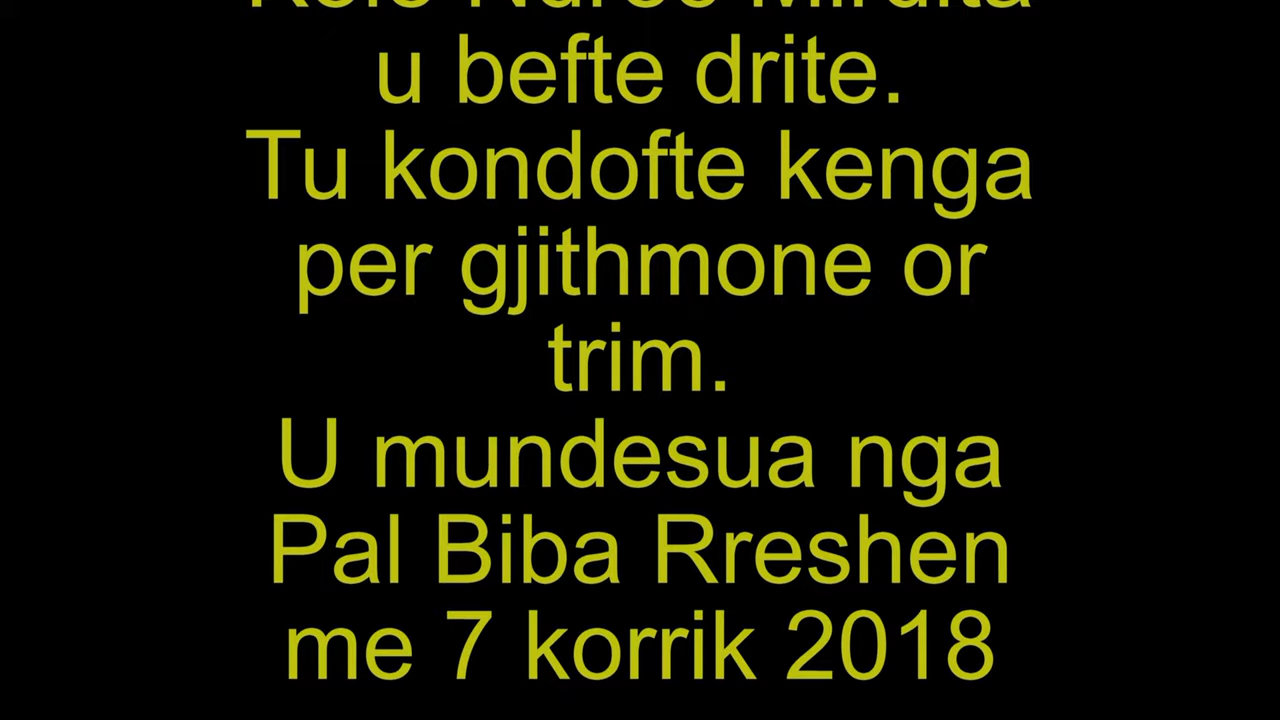 u befte drite.
Tu kondofte kenga
per gjithmone or
trim.
U mundesua nga
Pal Biba Rreshen
me 7 korrik 2018